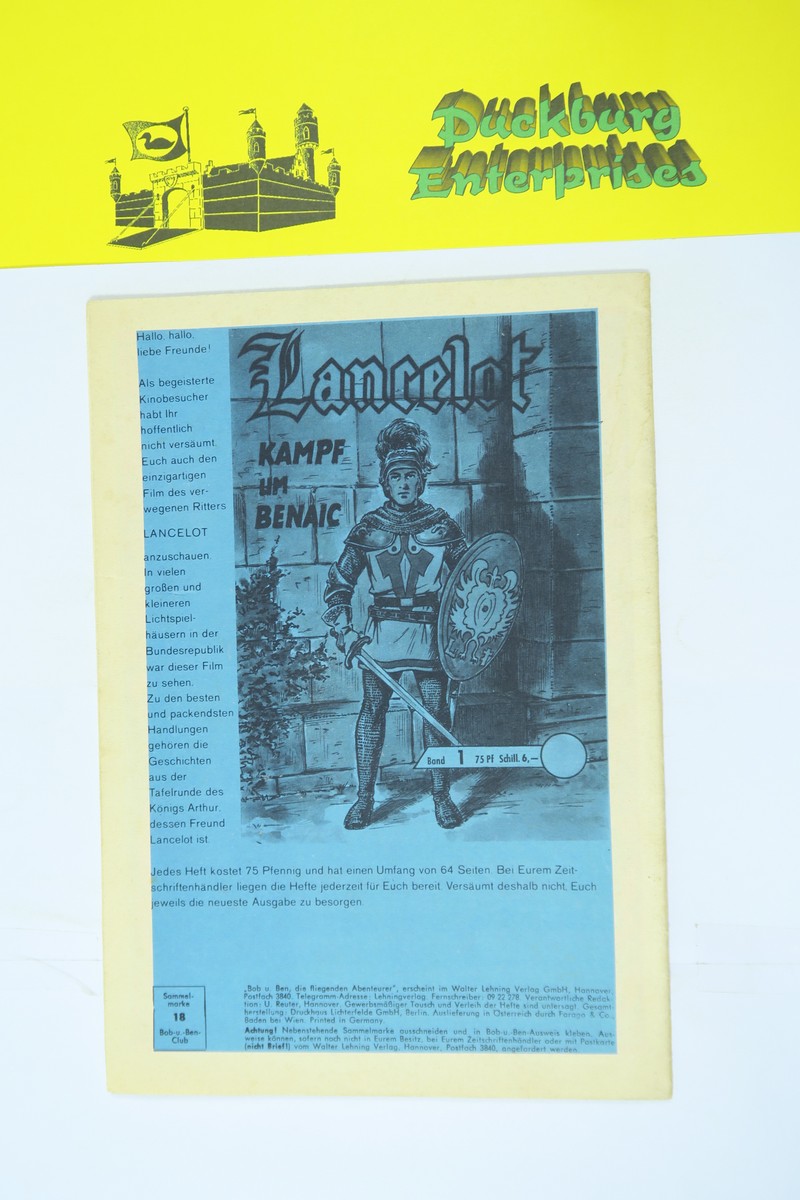 Duckburg
Enterprises
Hallo, hallo,
liebe Freunde!
Als begeisterte
Kinobesucher
habt Ihr
hoffentlich
nicht versäumt,
Euch auch den
einzigartigen
Film des ver-
wegenen Ritters
LANCELOT
anzuschauen.
In vielen
großen und
kleineren
Lichtspiel-
häusern in der
Bundesrepublik
war dieser Film
zu sehen.
Zu den besten
und packendsten
Handlungen
gehören die
Geschichten
aus der
Tafelrunde des
Königs Arthur,
dessen Freund
Lancelot ist.
Lancelot
KAMPF
UM
BENAIC
Band 1 75 Pf Schill. 6,–
Jedes Heft kostet 75 Pfennig und hat einen Umfang von 64 Seiten. Bei Eurem Zeit-
schriftenhändler liegen die Hefte jederzeit für Euch bereit. Versäumt deshalb nicht, Euch
jeweils die neueste Ausgabe zu besorgen.
Sammel-
marke
18
Bob-u.-Ben-
Club
„Bob u. Ben, die fliegenden Abenteurer", erscheint im Walter Lehning Verlag GmbH, Hannover,
Postfach 3840. Telegramm-Adresse: Lehningverlag. Fernschreiber: 09 22 278. Verantwortliche Redak-
tion: U. Reuter, Hannover. Gewerbsmäßiger Tausch und Verleih der Hefte sind untersagt. Gesamt-
herstellung: Druckhaus Lichterfelde GmbH, Berlin. Auslieferung in Österreich durch & Co.,
Baden bei Wien. Printed in Germany.
Achtung! Nebenstehende Sammelmarke ausschneiden und in Bob-u.-Ben-Ausweis kleben. Aus-
weise können, sofern noch nicht in Eurem Besitz, bei Eurem Zeitschriftenhändler oder mit Postkarte
(nicht Brief!) vom Walter Lehning Verlag, Hannover, Postfach 3840, angefordert werden.